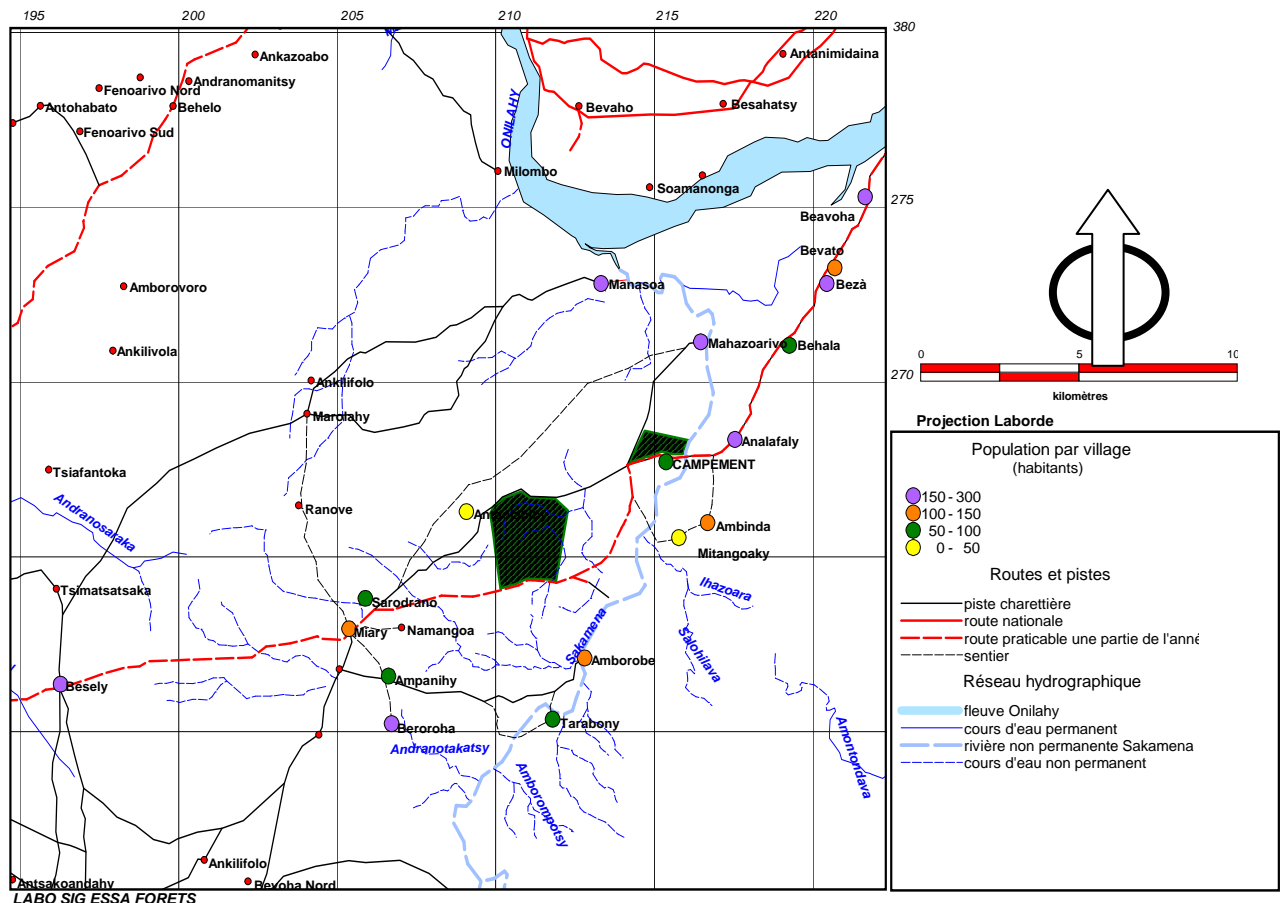 195 200 205 210 215 220
380
Ankazoabo
Antanimidaina
Andranomanitsy
Fenoarivo Nord
Antohabato
Behelo
Bevaho
Besahatsy
ONILAHY
Fenoarivo Sud
Milombo
Soamanonga
275
Beavoha
Bevato
Amborovoro
Manasoa
Bezà
Ankilivola
Mahazoarivo
Behala
270
Ankilifolo
Marolahy
Analafaly
CAMPEMENT
Tsiafantoka
Andranosaraka
Ranove
Ambinda
Mitangoaky
Tsimatsatsaka
Ihazoara
Sarodrano
Miary
Namangoa
Sakamena
Salohilava
Amborobe
Besely
Ampanihy
Beroroha
Tarabony
Andranotakatsy
Amontondava
Amborompotsy
Ankilifolo
Antsakoandahy
Bevoha Nord
LABO SIG ESSA FORETS
0 5 10
kilomètres
Projection Laborde
Population par village
(habitants)
150 - 300
100 - 150
50 - 100
0 - 50
Routes et pistes
piste charettière
route nationale
route praticable une partie de l'anné
sentier
Réseau hydrographique
fleuve Onilahy
cours d'eau permanent
rivière non permanente Sakamena
cours d'eau non permanent